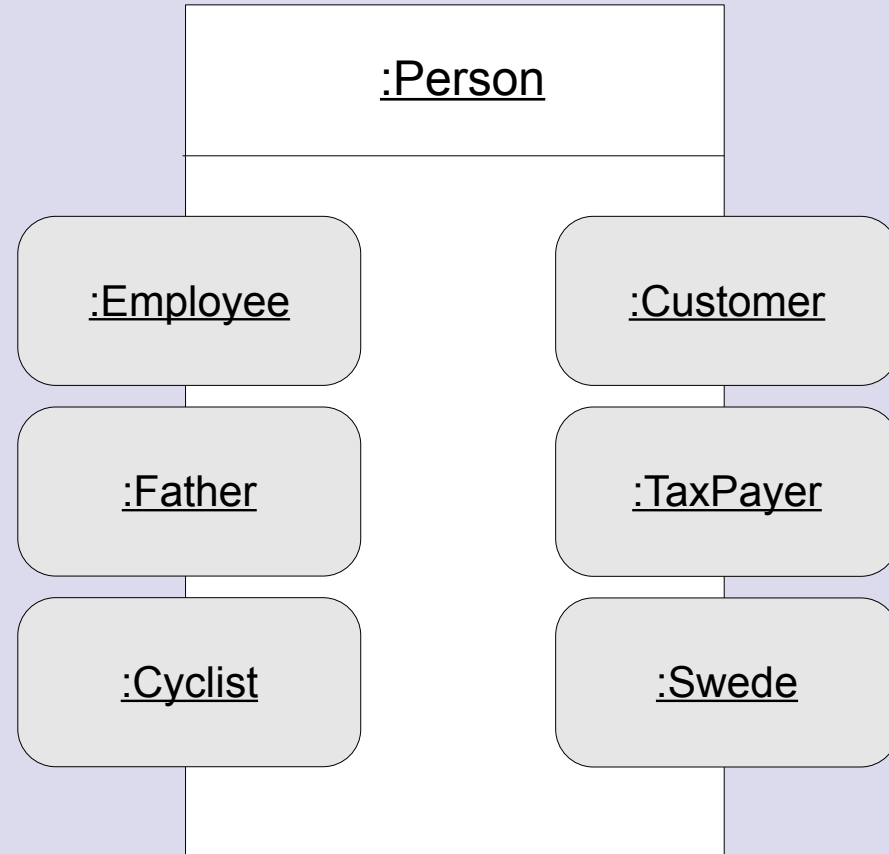 :Person
:Employee
:Customer
:Father
:TaxPayer
:Cyclist
:Swede